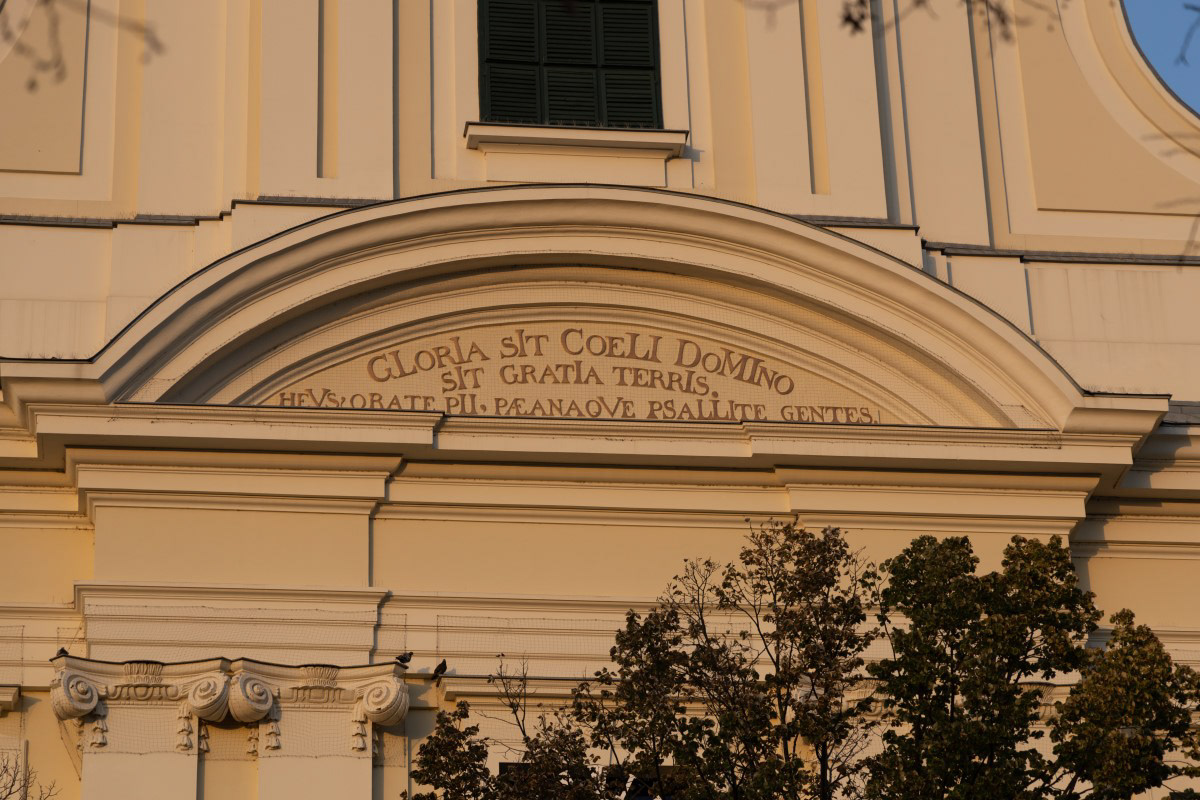 GLORIA SIT COELI DOMINO
SIT GRATIA TERRIS.
HEVS, ORATE PII, PÆANAQVE PSALLITE GENTES.